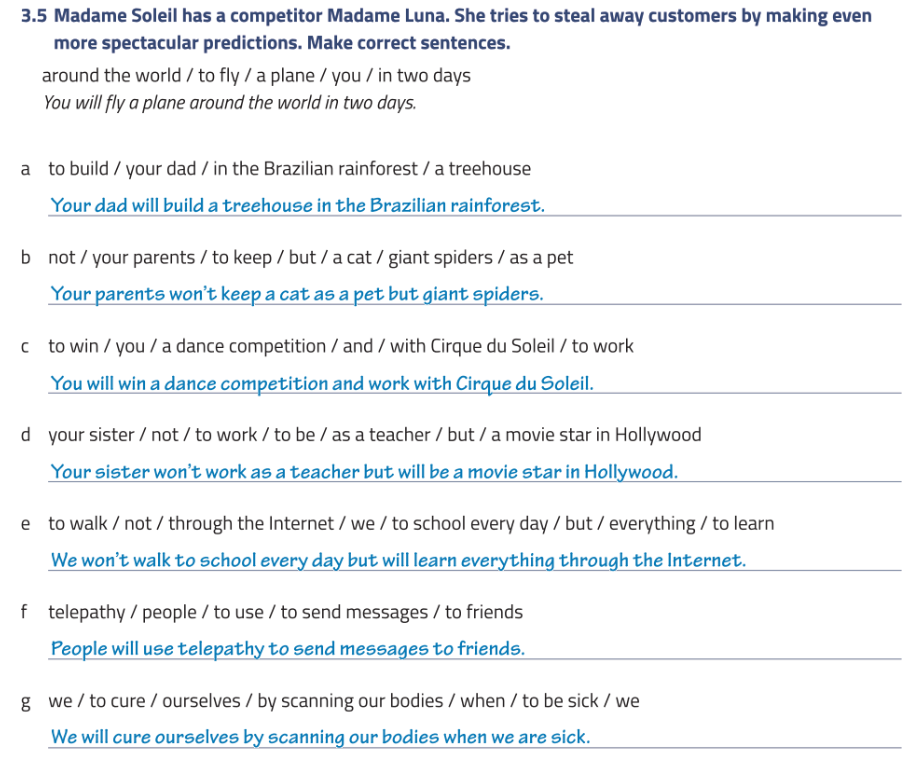 3.5 Madame Soleil has a competitor Madame Luna. She tries to steal away customers by making even
more spectacular predictions. Make correct sentences.
around the world / to fly / a plane / you / in two days
You will fly a plane around the world in two days.
a to build / your dad / in the Brazilian rainforest / a treehouse
Your dad will build a treehouse in the Brazilian rainforest.
b not / your parents / to keep / but / a cat / giant spiders / as a pet
Your parents won't keep a cat as a pet but giant spiders.
c to win / you / a dance competition / and / with Cirque du Soleil / to work
You will win a dance competition and work with Cirque du Soleil.
d your sister / not / to work / to be / as a teacher / but / a movie star in Hollywood
Your sister won't work as a teacher but will be a movie star in Hollywood.
e to walk / not / through the Internet / we / to school every day / but / everything / to learn
We won't walk to school every day but will learn everything through the Internet.
f telepathy / people / to use / to send messages / to friends
People will use telepathy to send messages to friends.
g we / to cure / ourselves / by scanning our bodies / when / to be sick / we
We will cure ourselves by scanning our bodies when we are sick.